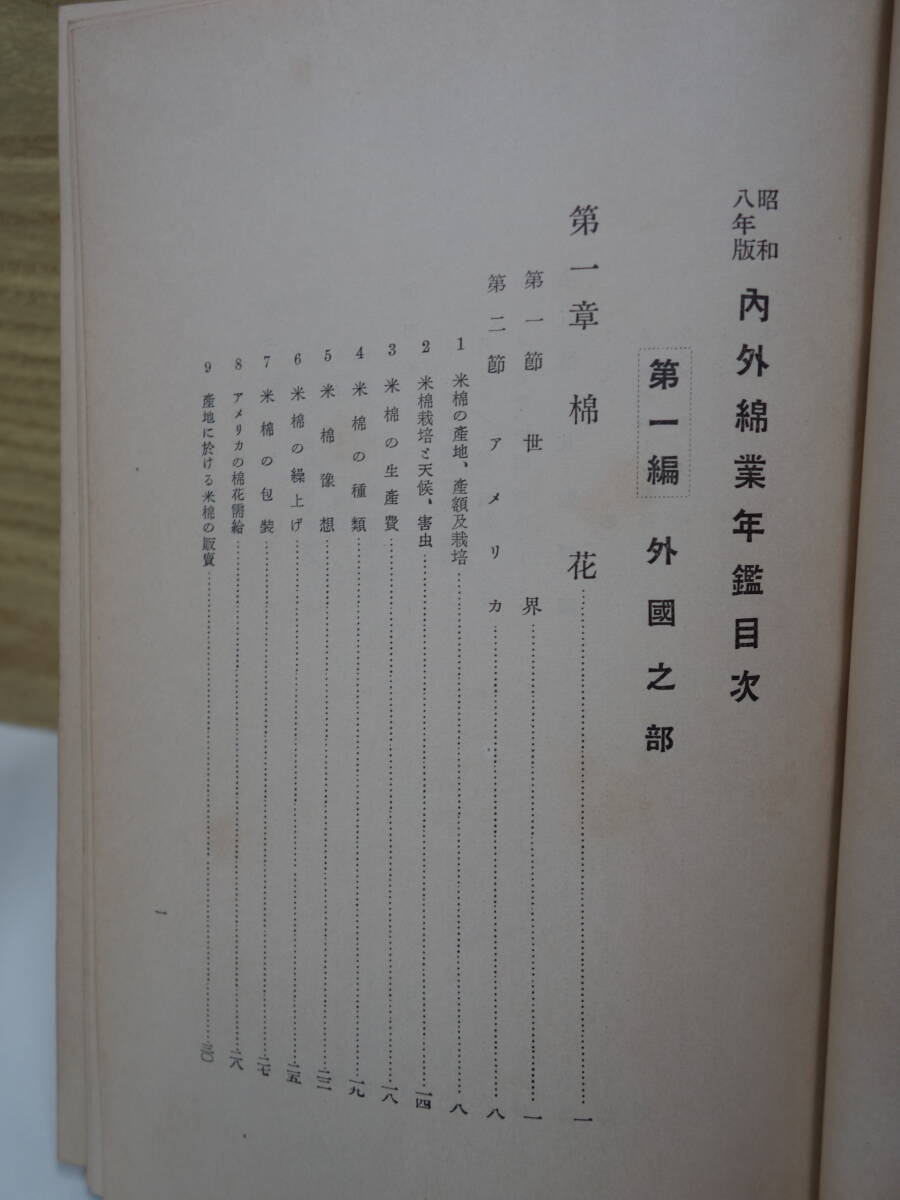 昭和八年版 內外綿業年鑑目次
第一編 外國之部
第一章 棉花……一
第一節 世界……一
第二節 アメリカ……八
1 米棉の產地、產額及栽培……八
2 米棉栽培と天候、害虫……一四
3 米棉の生產費……一八
4 米棉の種類……一九
5 米棉豫想……二二
6 米棉の繰上げ……二五
7 米棉の包裝……二七
8 アメリカの棉花需給……二八
9 產地に於ける米棉の販賣……三〇
一